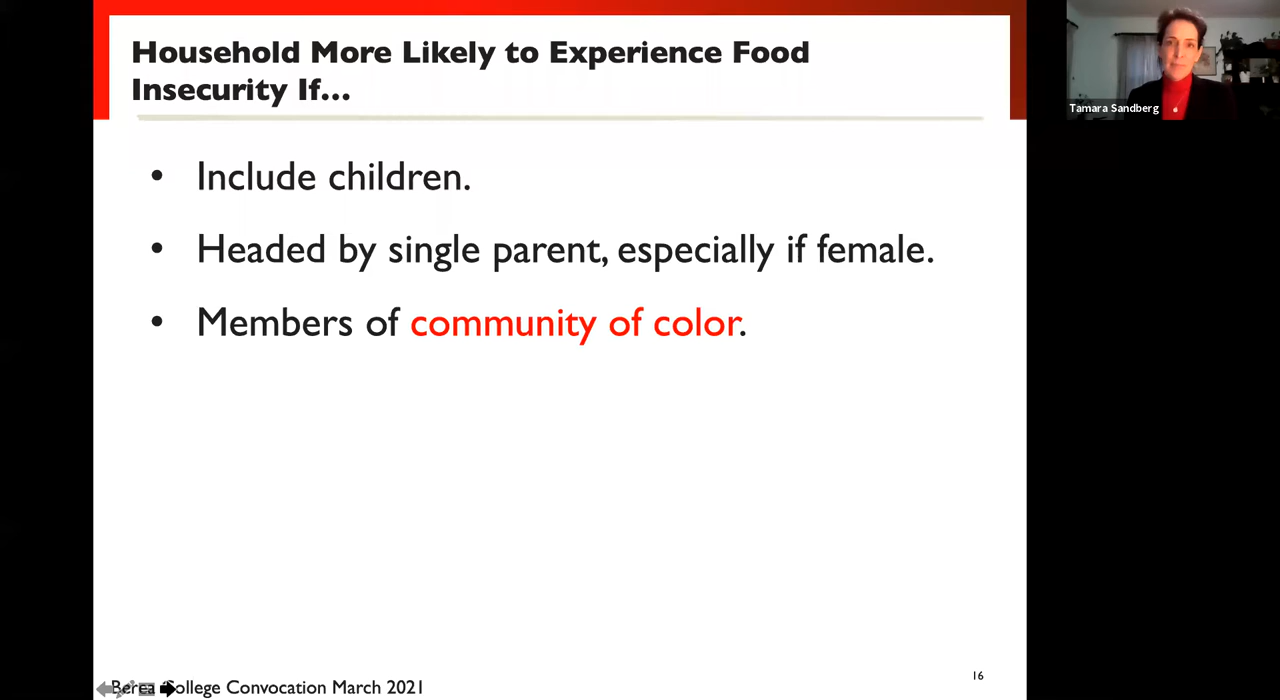 Household More Likely to Experience Food
Insecurity If...
• Include children.
• Headed by single parent, especially if female.
• Members of community of color.
Berea College Convocation March 2021
16
Tamara Sandberg